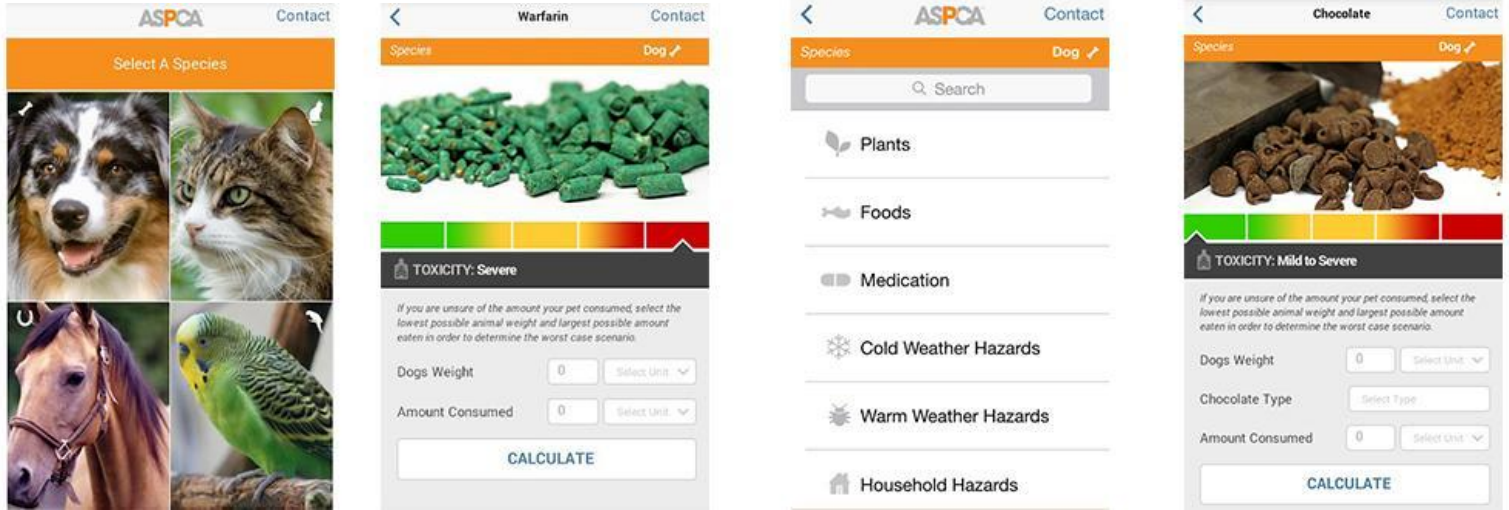 ASPCA
Contact
Select A Species
Warfarin
Contact
Species
Dog
TOXICITY: Severe
If you are unsure of the amount your pet consumed, select the
lowest possible animal weight and largest possible amount
eaten in order to determine the worst case scenario.
Dogs Weight
0
Select Unit
Amount Consumed
0
Select Unit
CALCULATE
ASPCA
Contact
Species
Dog
Search
Plants
Foods
Medication
Cold Weather Hazards
Warm Weather Hazards
Household Hazards
Chocolate
Contact
Species
Dog
TOXICITY: Mild to Severe
If you are unsure of the amount your pet consumed, select the
lowest possible animal weight and largest possible amount
eaten in order to determine the worst case scenario.
Dogs Weight
0
Select Unit
Chocolate Type
Select Type
Amount Consumed
0
Select Unit
CALCULATE